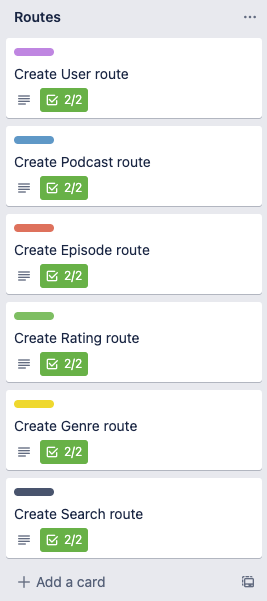 Routes
Create User route
2/2
Create Podcast route
2/2
Create Episode route
2/2
Create Rating route
2/2
Create Genre route
2/2
Create Search route
2/2
Add a card